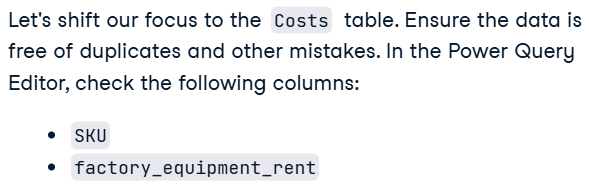 Let's shift our focus to the Costs table. Ensure the data is
free of duplicates and other mistakes. In the Power Query
Editor, check the following columns:
• SKU
• factory_equipment_rent